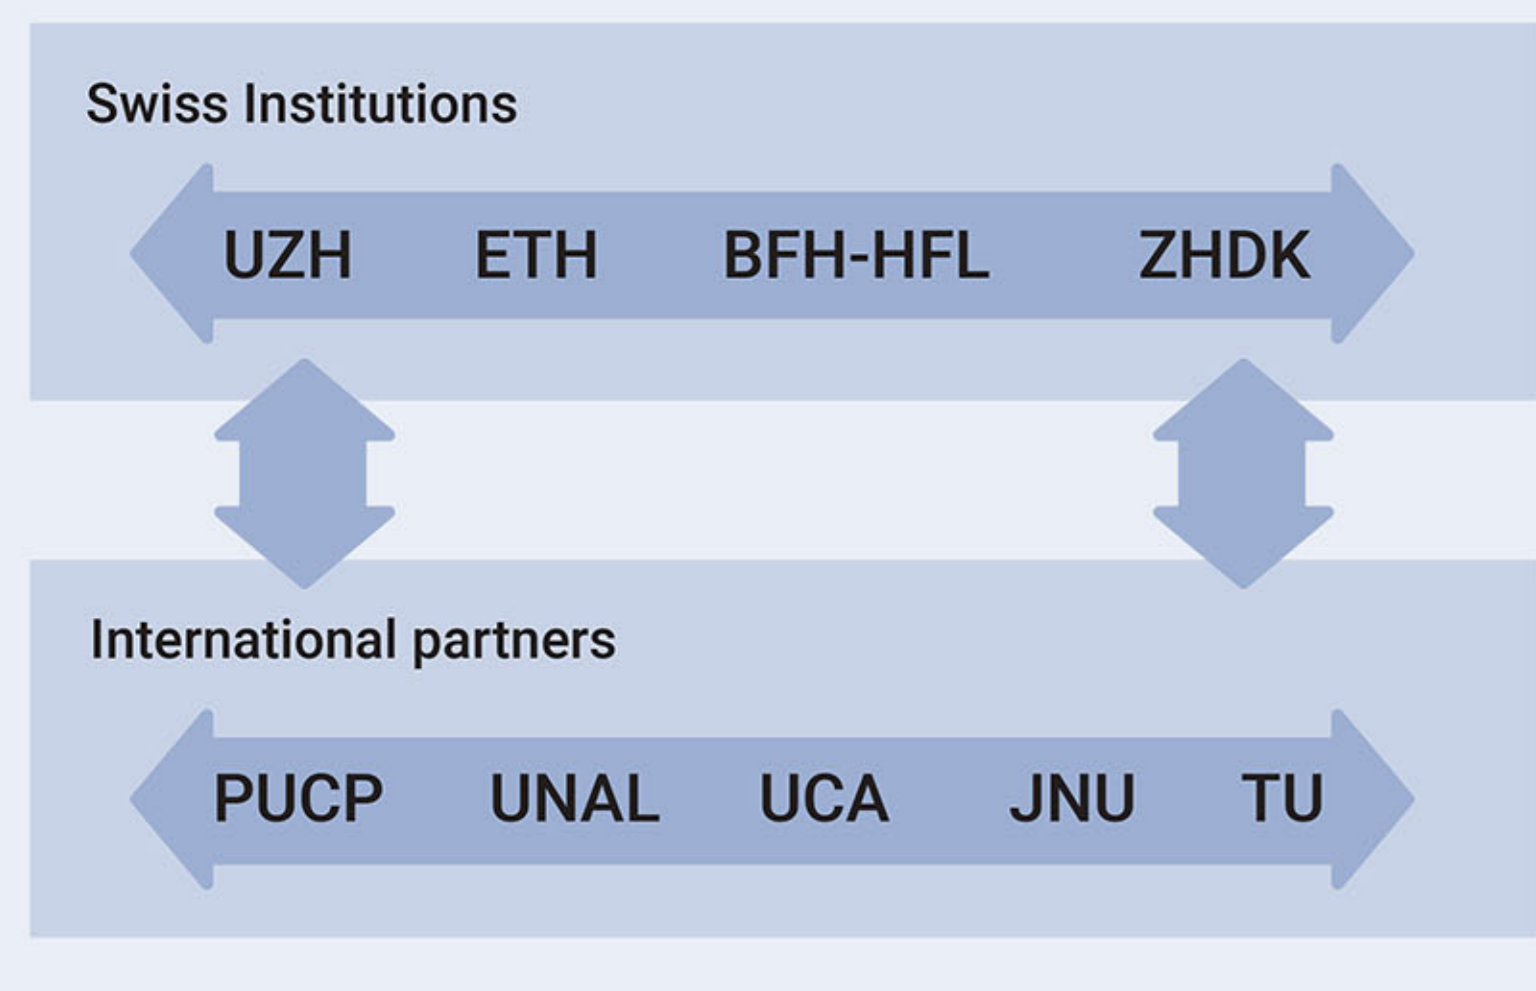 Swiss Institutions
UZH ETH BFH-HFL ZHDK
International partners
PUCP UNAL UCA JNU TU